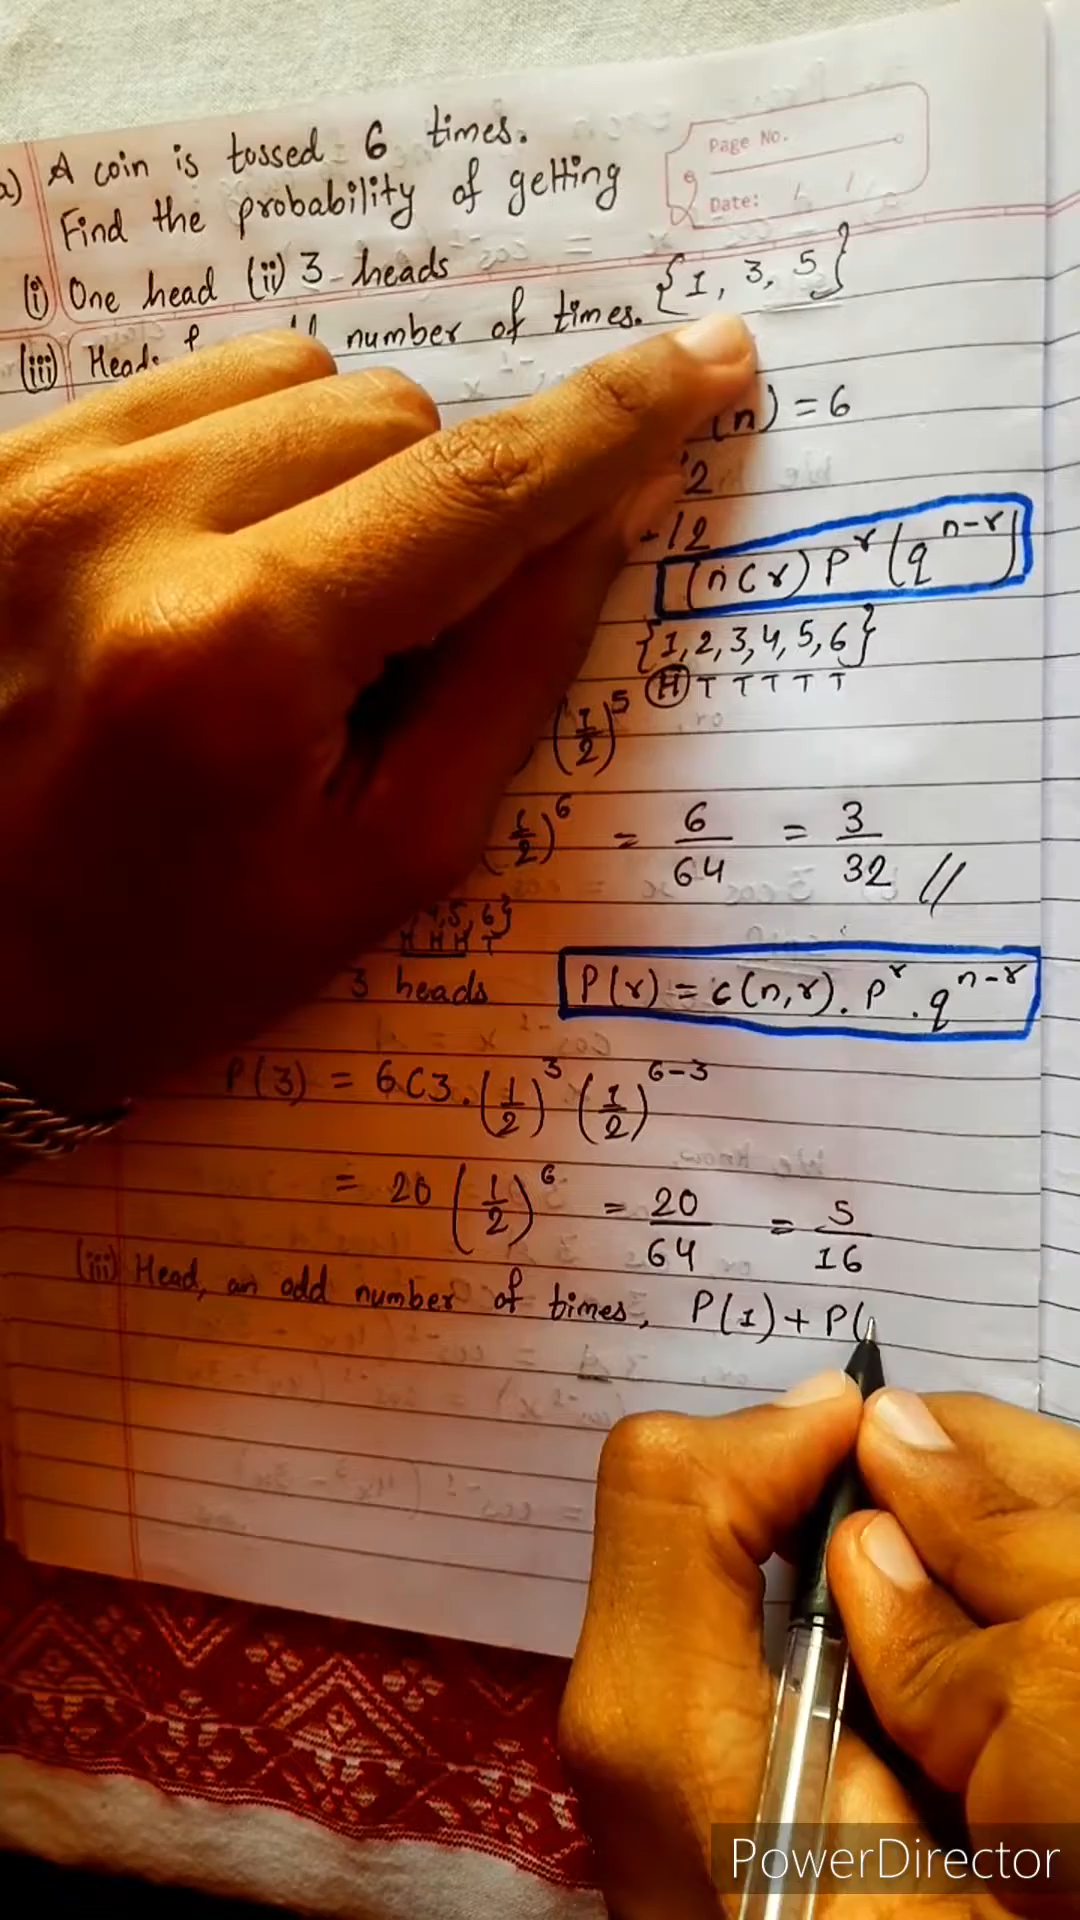 a) A coin is tossed 6 times.
Find the probability of getting
Page No.
Date:
(i) One head (ii) 3 heads
(iii) Head, number of times. {1, 3, 5}
(n) = 6
(nCr) P^r (q^n-r)
{1,2,3,4,5,6}
H T T T T T
(1/2)^5
(1/2)^6 = 6/64 = 3/32 //
,5,6}
H H H T
3 heads
P(r) = c(n,r). P^r . q^n-r
P(3) = 6C3 . (1/2)^3 (1/2)^6-3
= 20 (1/2)^6 = 20/64 = 5/16
(iii) Head, an odd number of times, P(1) + P(
PowerDirector